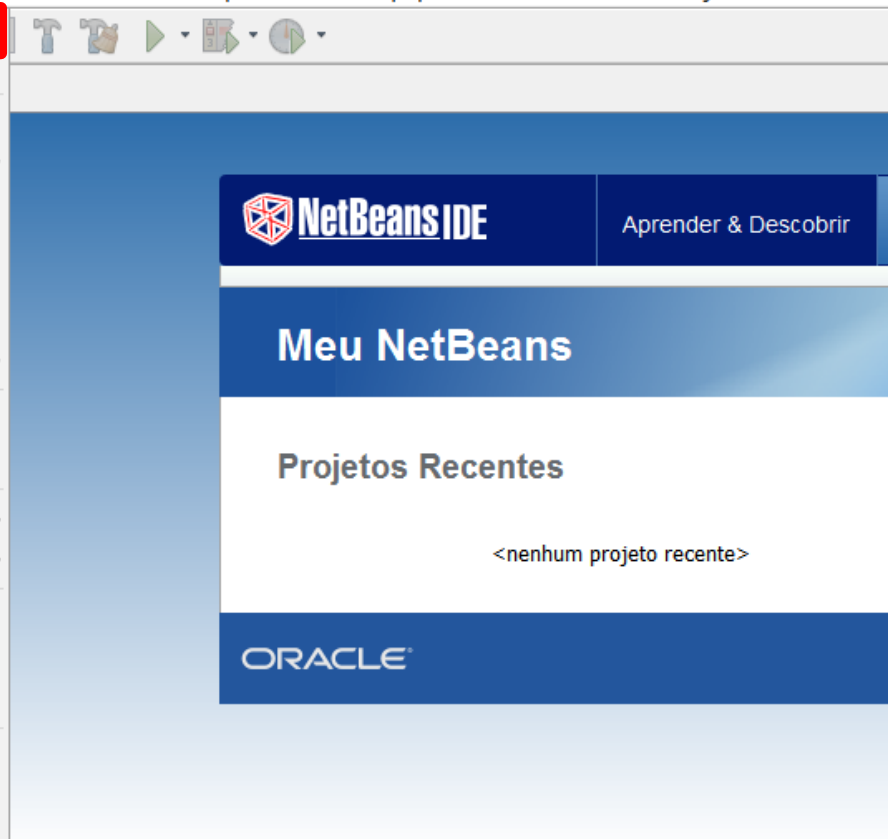 NetBeans IDE
Aprender & Descobrir
Meu NetBeans
Projetos Recentes
<nenhum projeto recente>
ORACLE